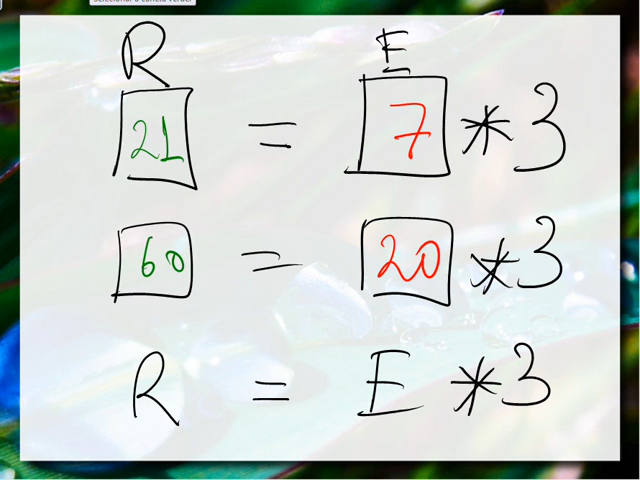 R E
21 = 7 * 3
60 = 20 * 3
R = E * 3